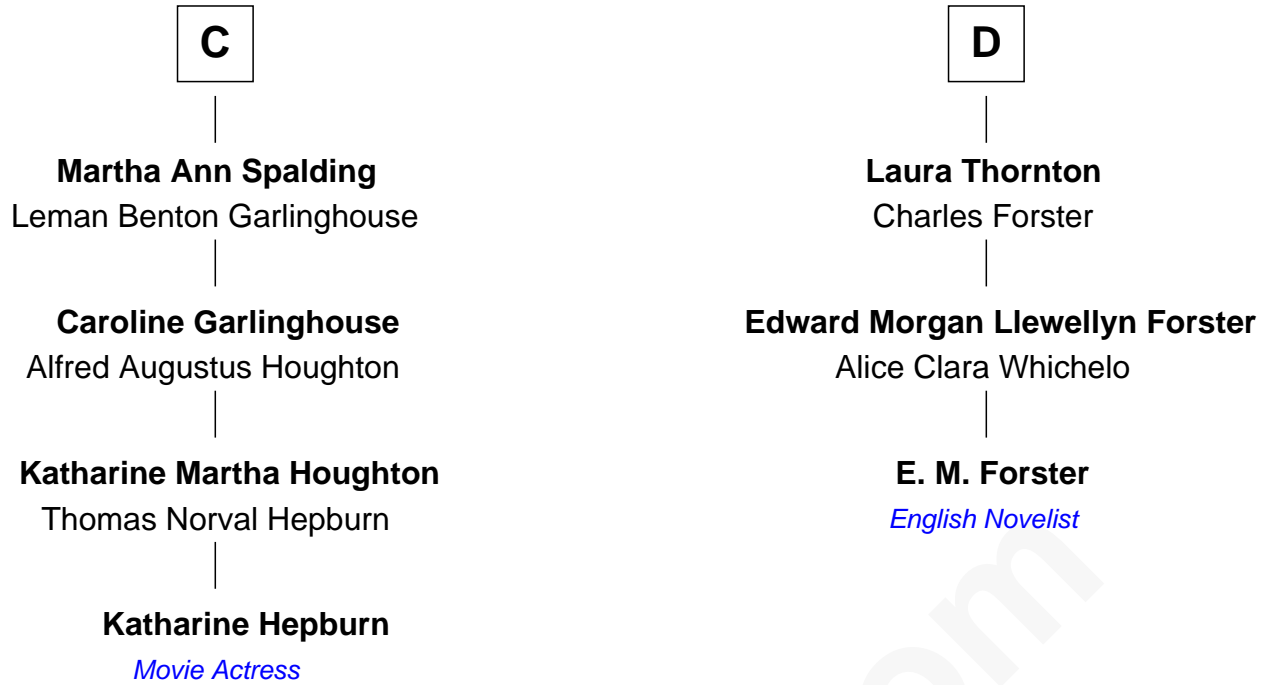 C
Martha Ann Spalding
Leman Benton Garlinghouse
Caroline Garlinghouse
Alfred Augustus Houghton
Katharine Martha Houghton
Thomas Norval Hepburn
Katharine Hepburn
Movie Actress
D
Laura Thornton
Charles Forster
Edward Morgan Llewellyn Forster
Alice Clara Whichelo
E. M. Forster
English Novelist
om